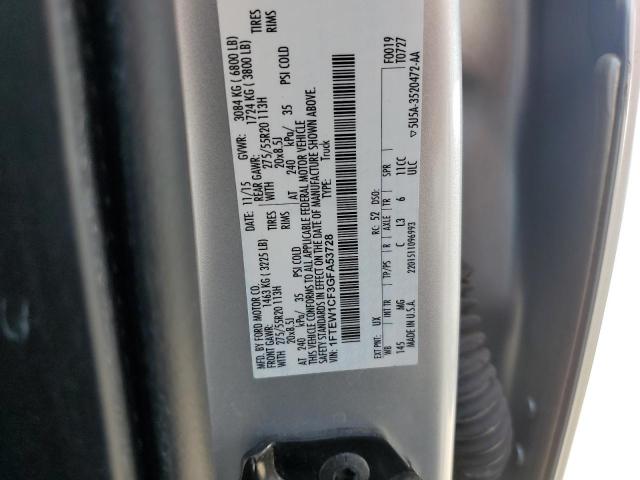 MFD. BY FORD MOTOR CO.
DATE: 11/15 GVWR: 3084 KG ( 6800 LB)
FRONT GAWR: 1463 KG ( 3225 LB) REAR GAWR: 1724 KG ( 3800 LB)
WITH 275/55R20 113H TIRES WITH 275/55R20 113H TIRES
20x8.5J RIMS 20x8.5J RIMS
AT 240 kPa/ 35 PSI COLD AT 240 kPa/ 35 PSI COLD
THIS VEHICLE CONFORMS TO ALL APPLICABLE FEDERAL MOTOR VEHICLE
SAFETY STANDARDS IN EFFECT ON THE DATE OF MANUFACTURE SHOWN ABOVE.
VIN: 1FTEW1CF3GFA53728 TYPE: Truck
F0019
T0727
EXT PNT: UX RC: 52 DSO:
WB INT TR TP/PS R AXLE TR SPR
145 MG C L3 6 11CC
MADE IN U.S.A. 2201511096993 ULC
▽5U5A-3520472-AA